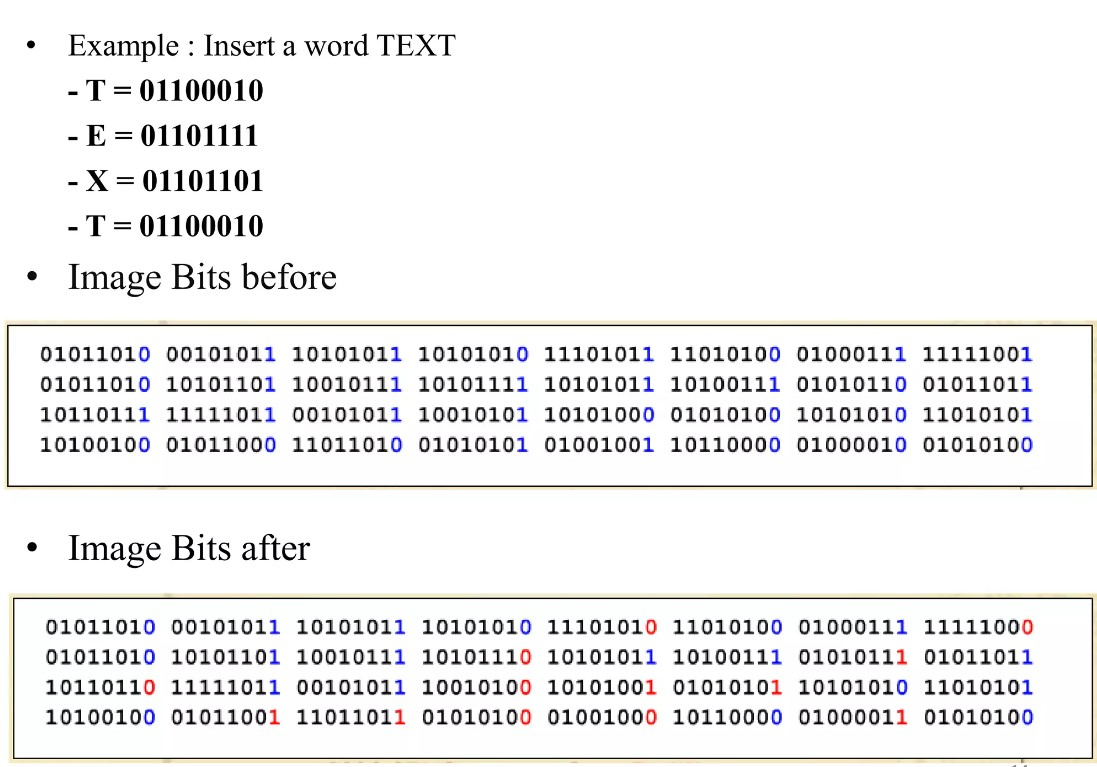 • Example : Insert a word TEXT
- T = 01100010
- E = 01101111
- X = 01101101
- T = 01100010
• Image Bits before
01011010 00101011 10101011 10101010 11101011 11010100 01000111 11111001
01011010 10101101 10010111 10101111 10101011 10100111 01010110 01011011
10110111 11111011 00101011 10010101 10101000 01010100 10101010 11010101
10100100 01011000 11011010 01010101 01001001 10110000 01000010 01010100
• Image Bits after
01011010 00101011 10101011 10101010 11101010 11010100 01000111 11111000
01011010 10101101 10010111 10101110 10101011 10100111 01010111 01011011
10110110 11111011 00101011 10010100 10101001 01010101 10101010 11010101
10100100 01011001 11011011 01010100 01001000 10110000 01000011 01010100